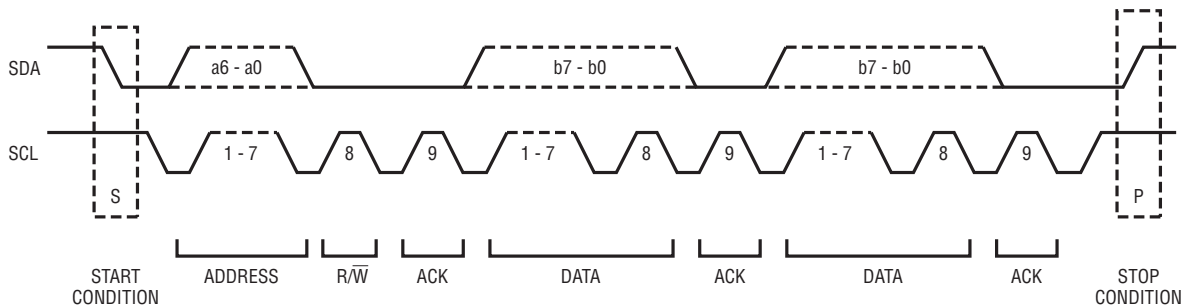 SDA
a6 - a0
b7 - b0
b7 - b0
SCL
1 - 7
8
9
1 - 7
8
9
1 - 7
8
9
S
P
START CONDITION
ADDRESS
R/W̅
ACK
DATA
ACK
DATA
ACK
STOP CONDITION